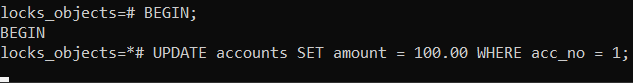 locks_objects=# BEGIN;
BEGIN
locks_objects=*# UPDATE accounts SET amount = 100.00 WHERE acc_no = 1;